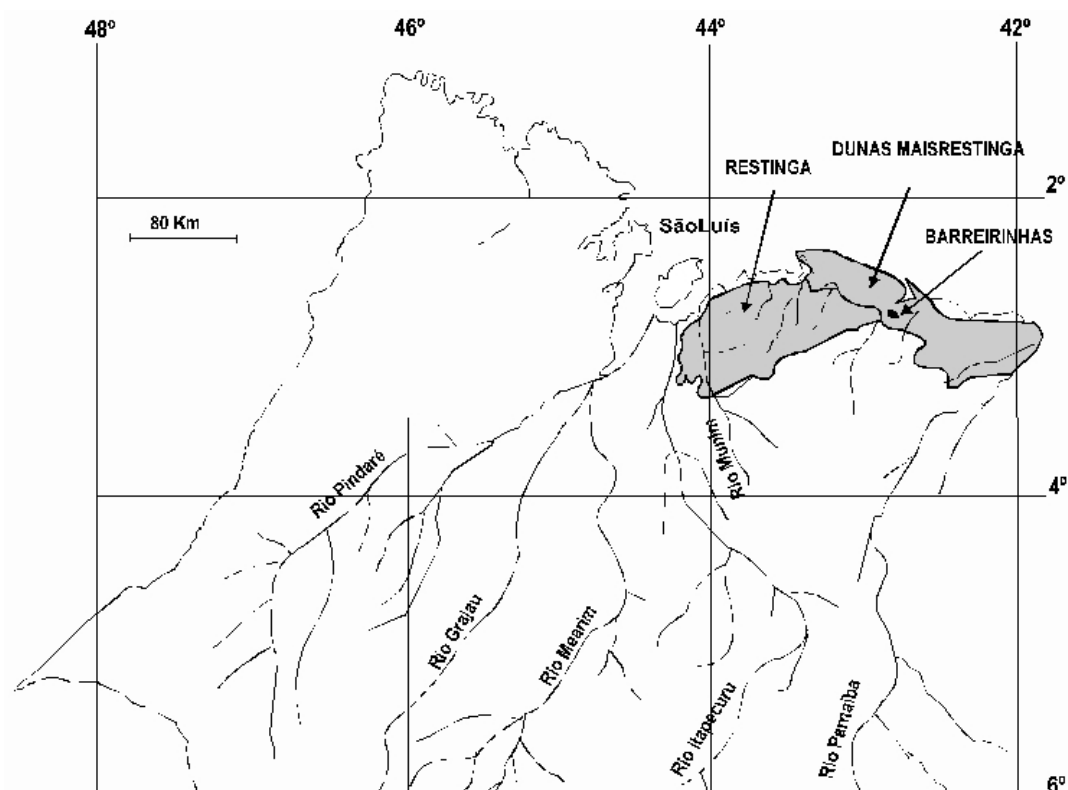 48º 46º 44º 42º
DUNAS MAISRESTINGA
RESTINGA
2º
80 Km
SãoLuís
BARREIRINHAS
Rio Pindaré
Rio Munim
4º
Rio Grajau
Rio Mearim
Rio Itapecuru
Rio Parnaíba
6º